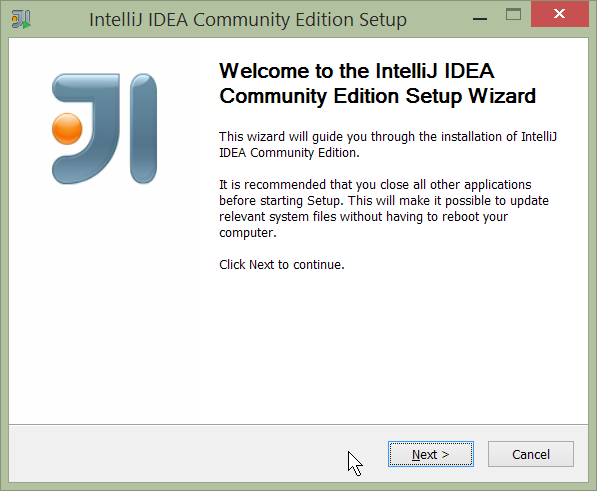 IntelliJ IDEA Community Edition Setup
Welcome to the IntelliJ IDEA
Community Edition Setup Wizard
This wizard will guide you through the installation of IntelliJ
IDEA Community Edition.
It is recommended that you close all other applications
before starting Setup. This will make it possible to update
relevant system files without having to reboot your
computer.
Click Next to continue.
Next >
Cancel